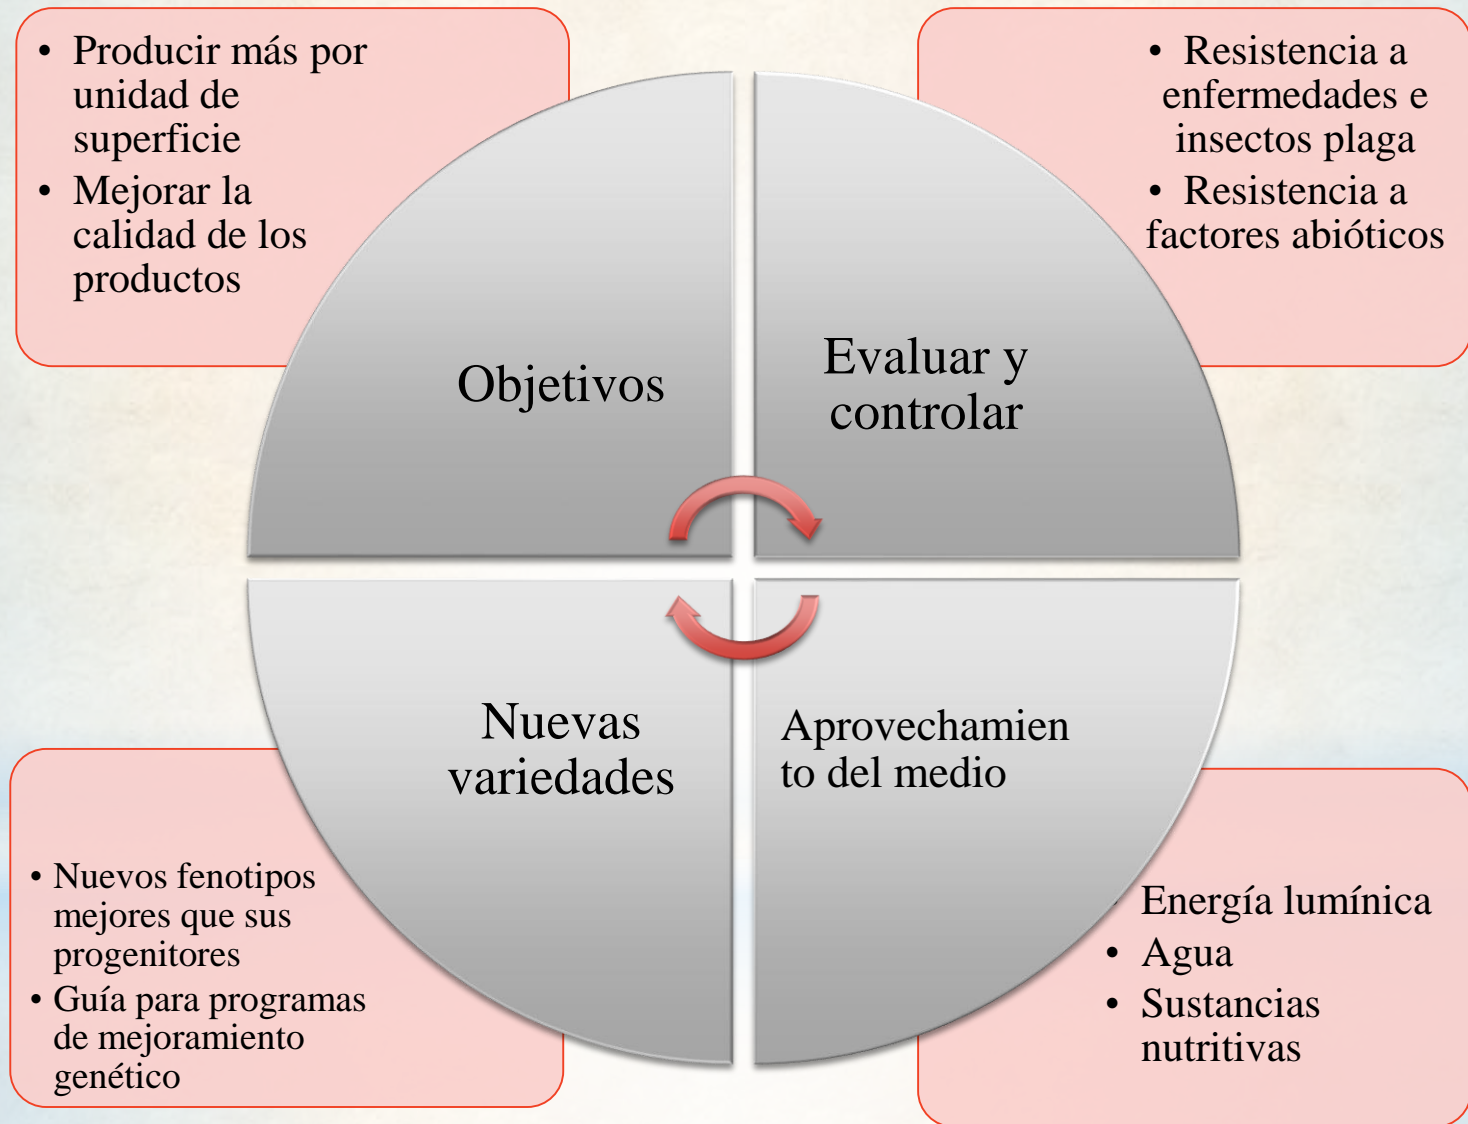 • Producir más por
unidad de
superficie
• Mejorar la
calidad de los
productos
• Resistencia a
enfermedades e
insectos plaga
• Resistencia a
factores abióticos
Objetivos
Evaluar y
controlar
Nuevas
variedades
Aprovechamien
to del medio
• Nuevos fenotipos
mejores que sus
progenitores
• Guía para programas
de mejoramiento
genético
• Energía lumínica
• Agua
• Sustancias
nutritivas